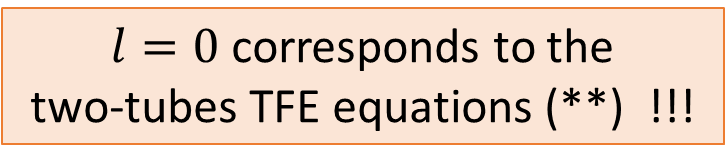 𝑙 = 0 corresponds to the
two-tubes TFE equations (**) !!!